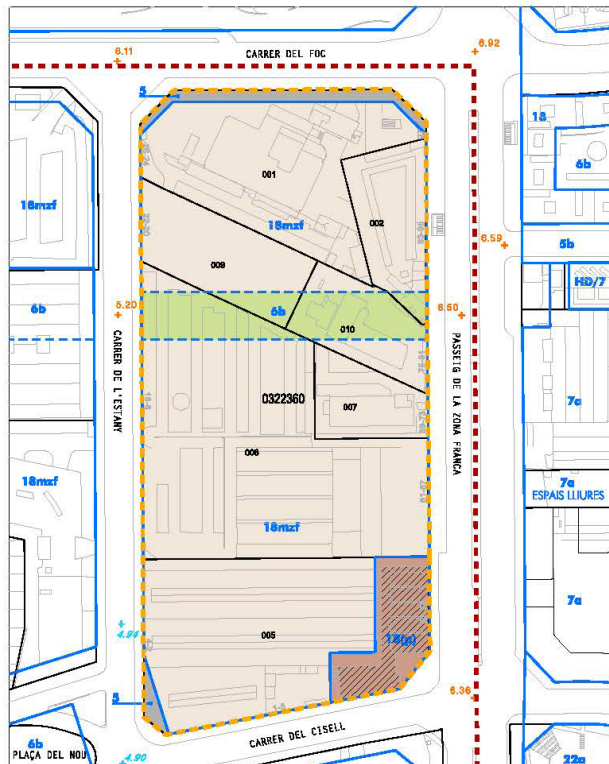 6.11
CARRER DEL FOC
6.92
5
18
6b
001
18mzf
002
18mzf
6.59
5b
009
HD/7
5.20
6b
6b
6.50
010
CARRER DE L'ESTANY
PASSEIG DE LA ZONA FRANCA
0322360
007
7a
006
18mzf
7a
ESPAIS LLIURES
18mzf
7a
4.94
005
18(p)
5
6.36
CARRER DEL CISELL
6b
PLAÇA DEL NOU
4.90
22a